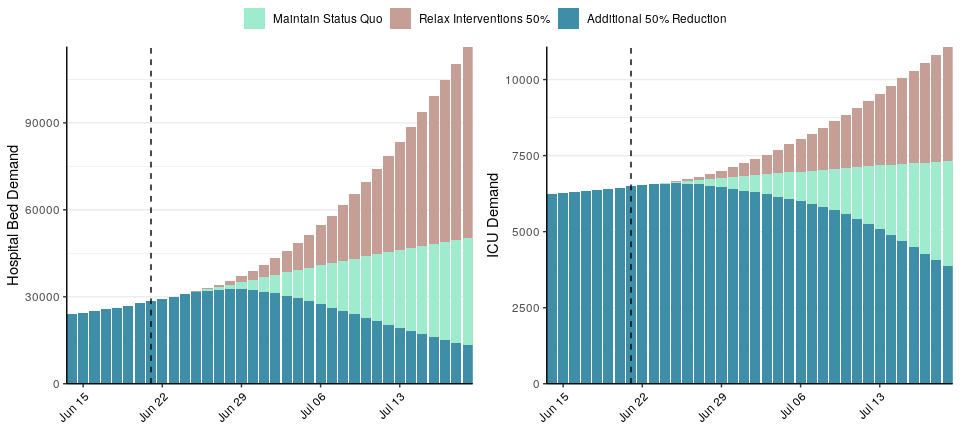 Maintain Status Quo
Relax Interventions 50%
Additional 50% Reduction
Hospital Bed Demand
90000
60000
30000
0
Jun 15
Jun 22
Jun 29
Jul 06
Jul 13
ICU Demand
10000
7500
5000
2500
0
Jun 15
Jun 22
Jun 29
Jul 06
Jul 13